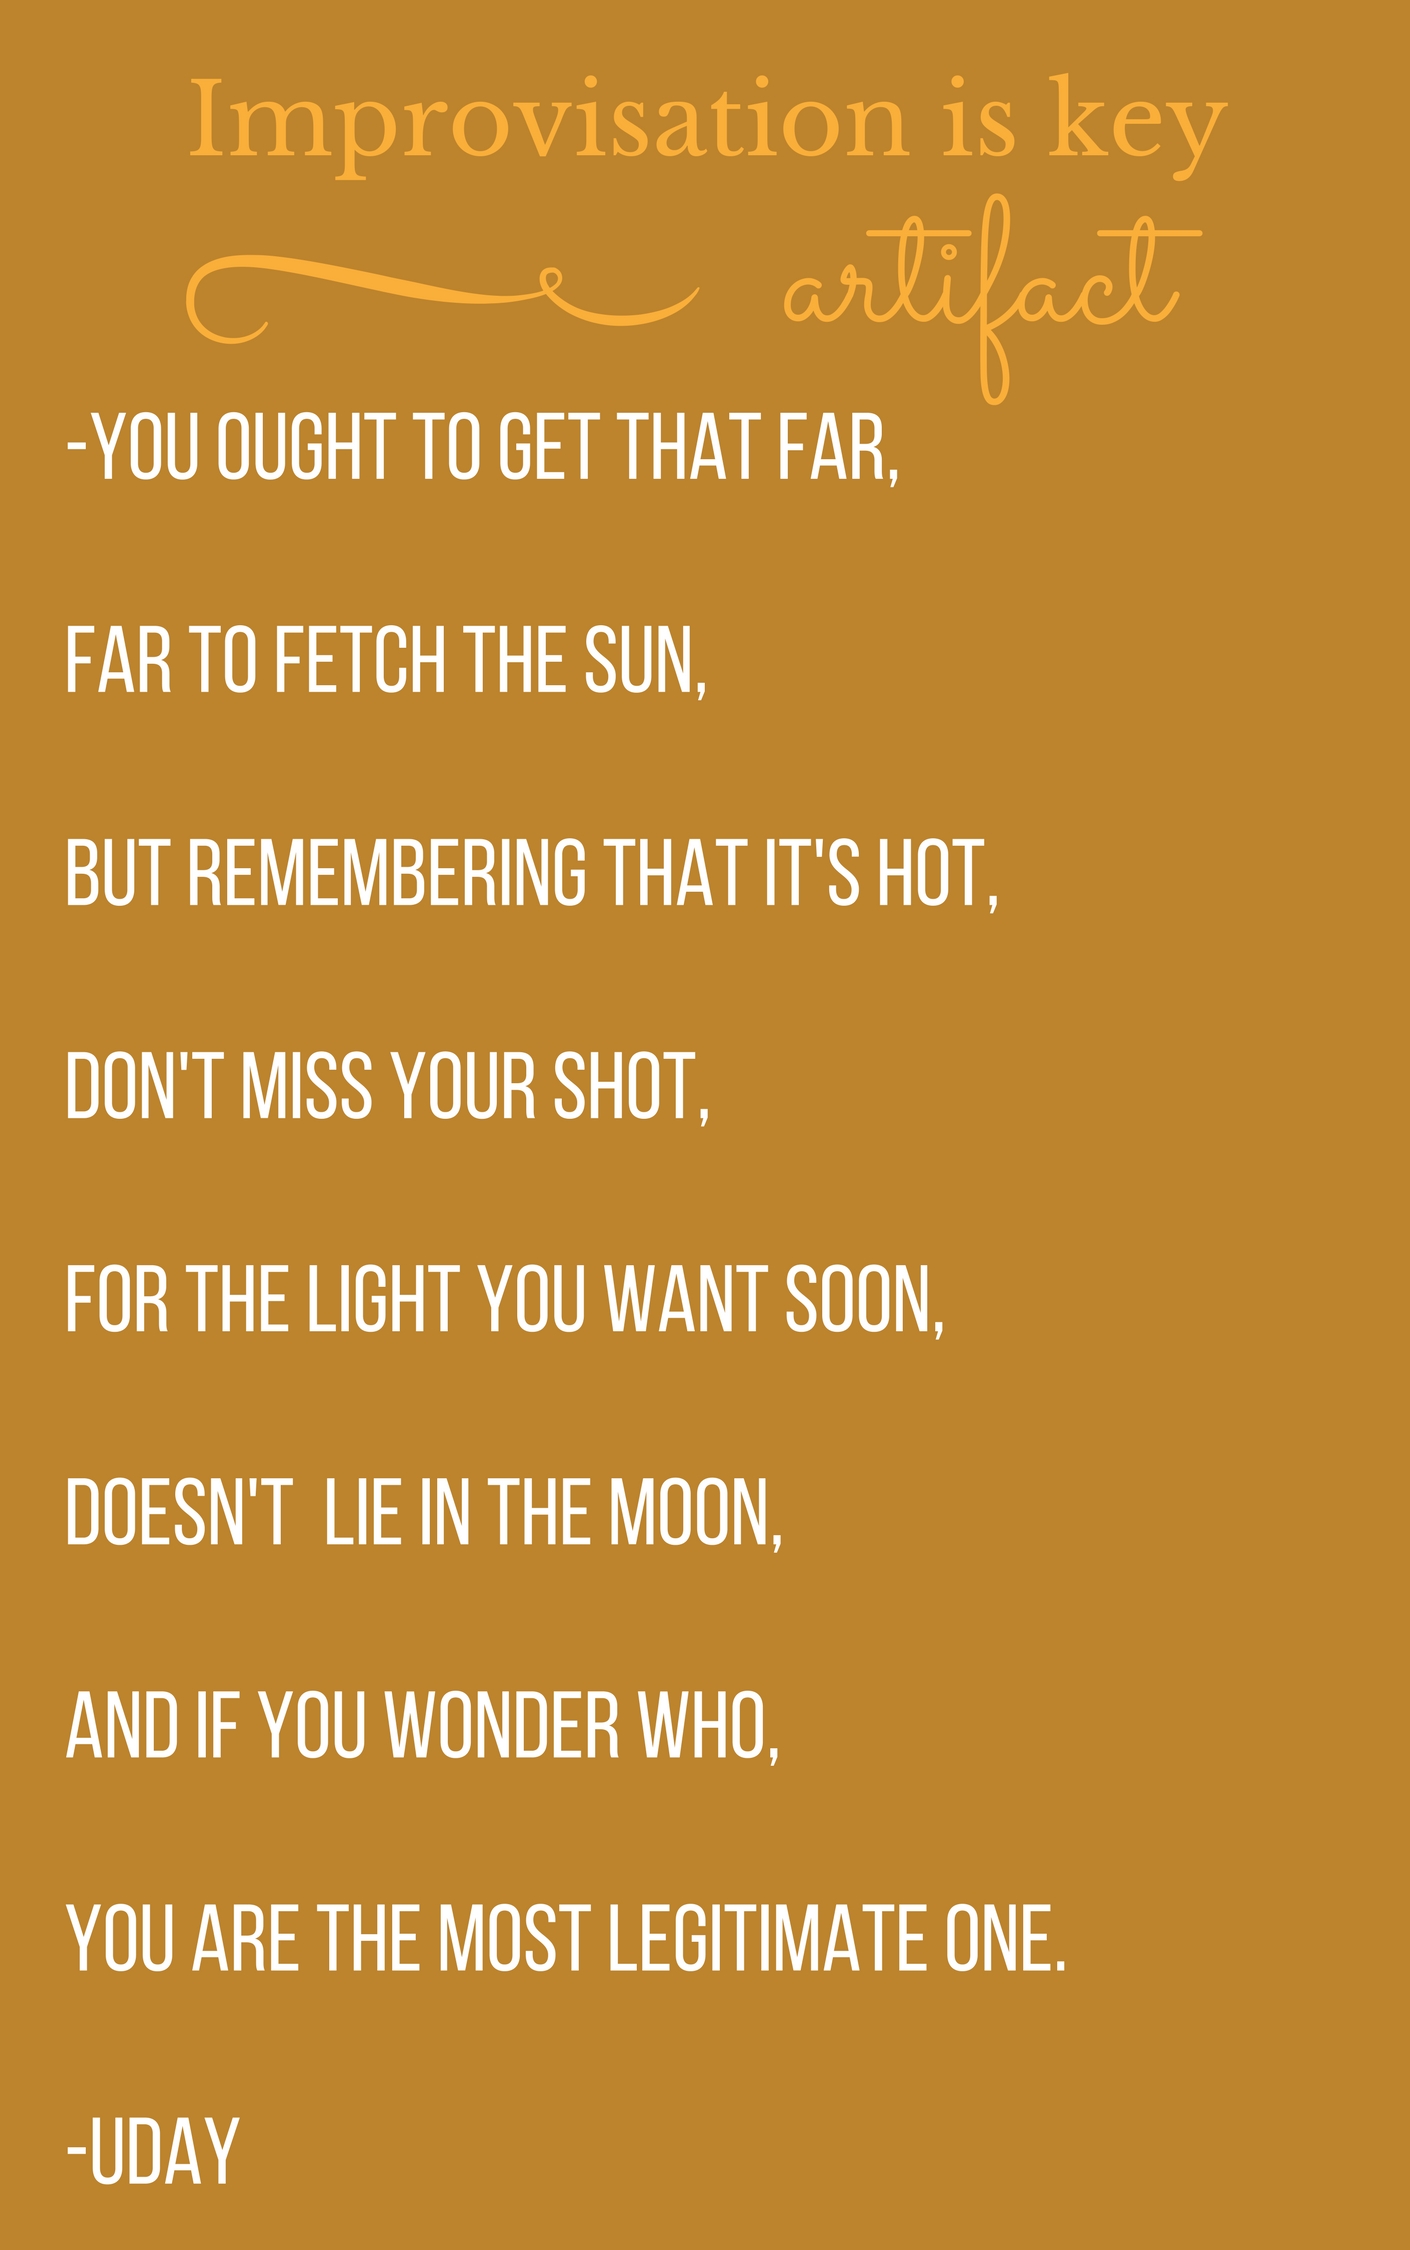 Improvisation is key
artifact
-YOU OUGHT TO GET THAT FAR,
FAR TO FETCH THE SUN,
BUT REMEMBERING THAT IT'S HOT,
DON'T MISS YOUR SHOT,
FOR THE LIGHT YOU WANT SOON,
DOESN'T  LIE IN THE MOON,
AND IF YOU WONDER WHO,
YOU ARE THE MOST LEGITIMATE ONE.
-UDAY